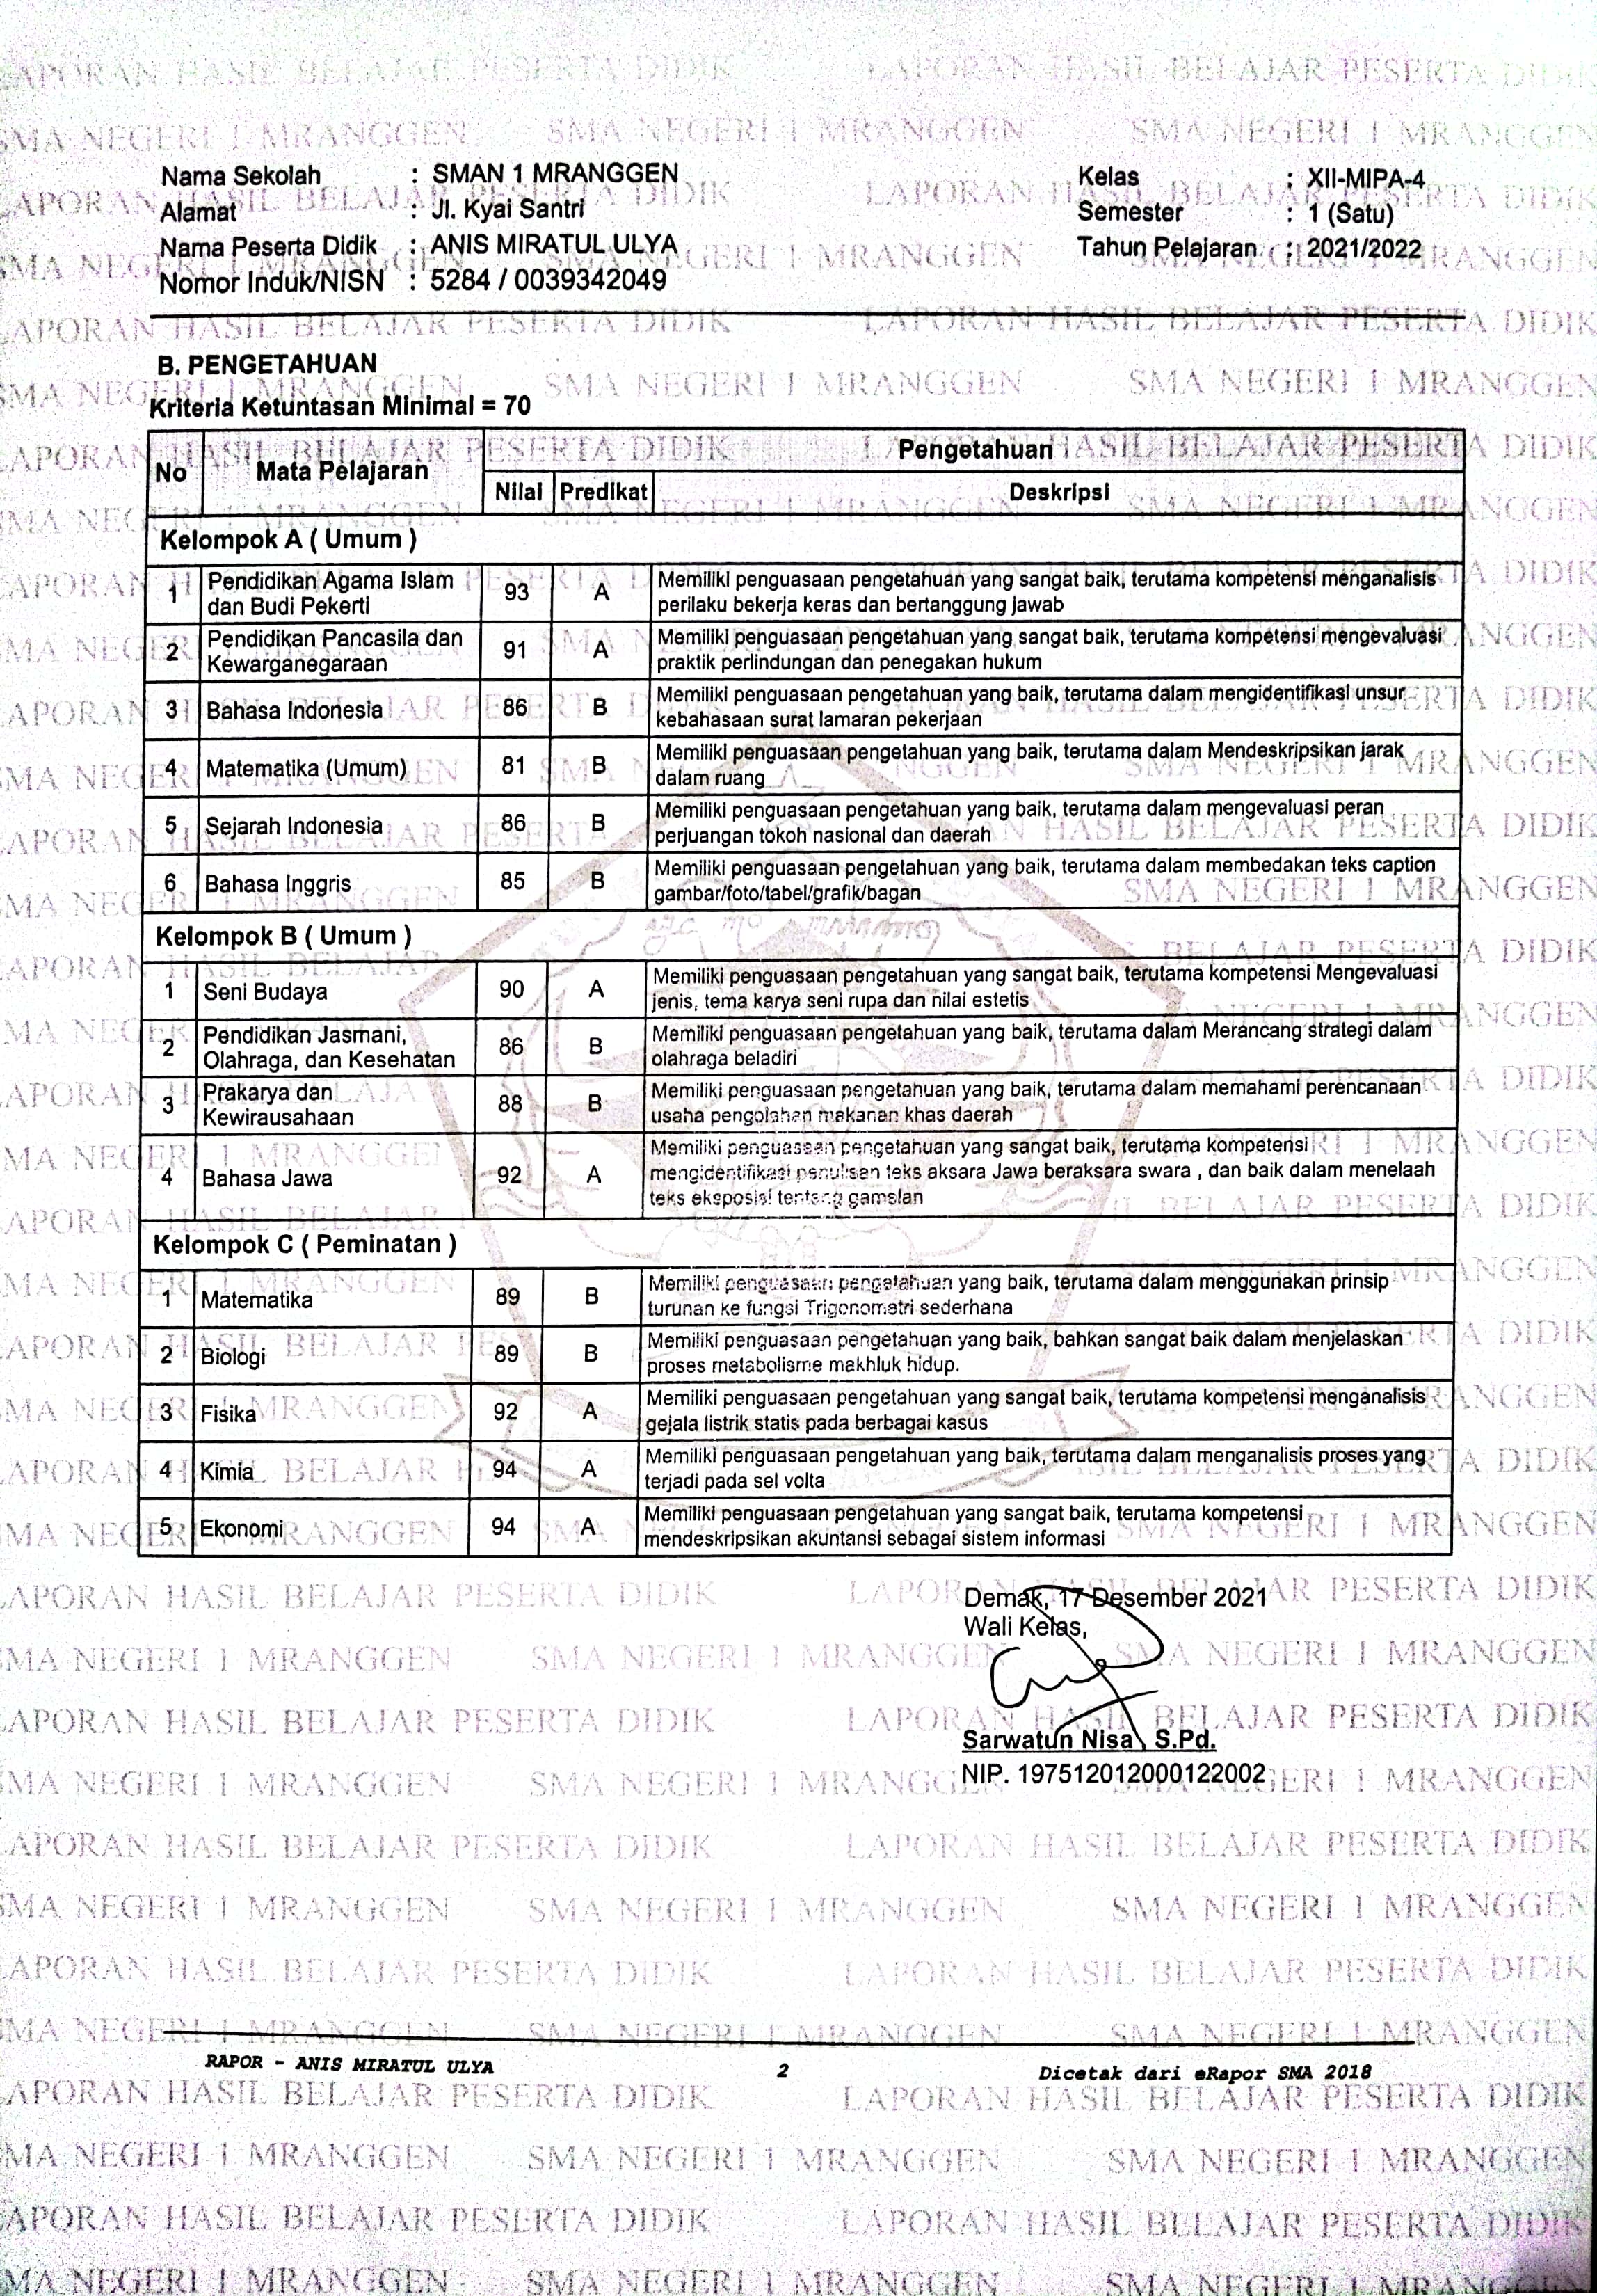 Nama Sekolah : SMAN 1 MRANGGEN Kelas : XII-MIPA-4
Alamat : Jl. Kyai Santri Semester : 1 (Satu)
Nama Peserta Didik : ANIS MIRATUL ULYA Tahun Pelajaran : 2021/2022
Nomor Induk/NISN : 5284 / 0039342049
B. PENGETAHUAN
Kriteria Ketuntasan Minimal = 70
No Mata Pelajaran Pengetahuan
Nilai Predikat Deskripsi
Kelompok A ( Umum )
1 Pendidikan Agama Islam dan Budi Pekerti 93 A Memiliki penguasaan pengetahuan yang sangat baik, terutama kompetensi menganalisis
perilaku bekerja keras dan bertanggung jawab
2 Pendidikan Pancasila dan Kewarganegaraan 91 A Memiliki penguasaan pengetahuan yang sangat baik, terutama kompetensi mengevaluasi
praktik perlindungan dan penegakan hukum
3 Bahasa Indonesia 86 B Memiliki penguasaan pengetahuan yang baik, terutama dalam mengidentifikasi unsur
kebahasaan surat lamaran pekerjaan
4 Matematika (Umum) 81 B Memiliki penguasaan pengetahuan yang baik, terutama dalam Mendeskripsikan jarak
dalam ruang
5 Sejarah Indonesia 86 B Memiliki penguasaan pengetahuan yang baik, terutama dalam mengevaluasi peran
perjuangan tokoh nasional dan daerah
6 Bahasa Inggris 85 B Memiliki penguasaan pengetahuan yang baik, terutama dalam membedakan teks caption
gambar/foto/tabel/grafik/bagan
Kelompok B ( Umum )
1 Seni Budaya 90 A Memiliki penguasaan pengetahuan yang sangat baik, terutama kompetensi Mengevaluasi
jenis, tema karya seni rupa dan nilai estetis
2 Pendidikan Jasmani, Olahraga, dan Kesehatan 86 B Memiliki penguasaan pengetahuan yang baik, terutama dalam Merancang strategi dalam
olahraga beladiri
3 Prakarya dan Kewirausahaan 88 B Memiliki penguasaan pengetahuan yang baik, terutama dalam memahami perencanaan
usaha pengolahan makanan khas daerah
4 Bahasa Jawa 92 A Memiliki penguasaan pengetahuan yang sangat baik, terutama kompetensi
mengidentifikasi penulisan teks aksara Jawa beraksara swara , dan baik dalam menelaah
teks eksposisi tentang gamelan
Kelompok C ( Peminatan )
1 Matematika 89 B Memiliki penguasaan pengetahuan yang baik, terutama dalam menggunakan prinsip
turunan ke fungsi Trigonometri sederhana
2 Biologi 89 B Memiliki penguasaan pengetahuan yang baik, bahkan sangat baik dalam menjelaskan
proses metabolisme makhluk hidup.
3 Fisika 92 A Memiliki penguasaan pengetahuan yang sangat baik, terutama kompetensi menganalisis
gejala listrik statis pada berbagai kasus
4 Kimia 94 A Memiliki penguasaan pengetahuan yang baik, terutama dalam menganalisis proses yang
terjadi pada sel volta
5 Ekonomi 94 A Memiliki penguasaan pengetahuan yang sangat baik, terutama kompetensi
mendeskripsikan akuntansi sebagai sistem informasi
Demak, 17 Desember 2021
Wali Kelas,
Sarwatun Nisa, S.Pd.
NIP. 197512012000122002
RAPOR - ANIS MIRATUL ULYA 2 Dicetak dari eRapor SMA 2018
LAPORAN HASIL BELAJAR PESERTA DIDIK
SMA NEGERI 1 MRANGGEN